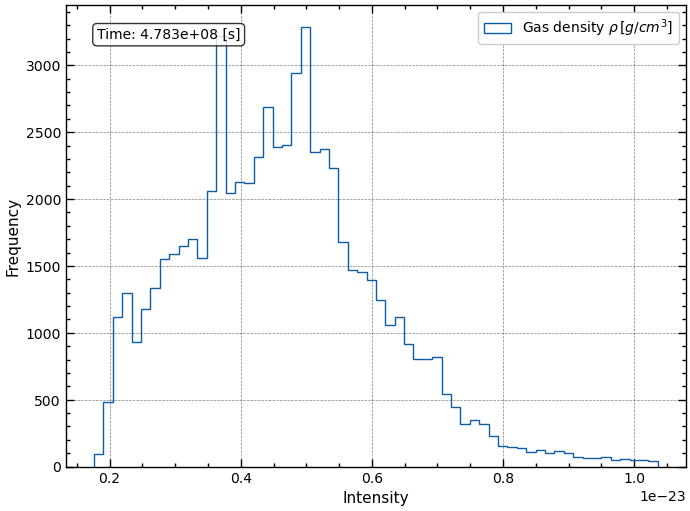 Time: 4.783e+08 [s]
Gas density ρ [g/cm³]
3000
2500
2000
1500
1000
500
0
Frequency
0.2 0.4 0.6 0.8 1.0
1e−23
Intensity